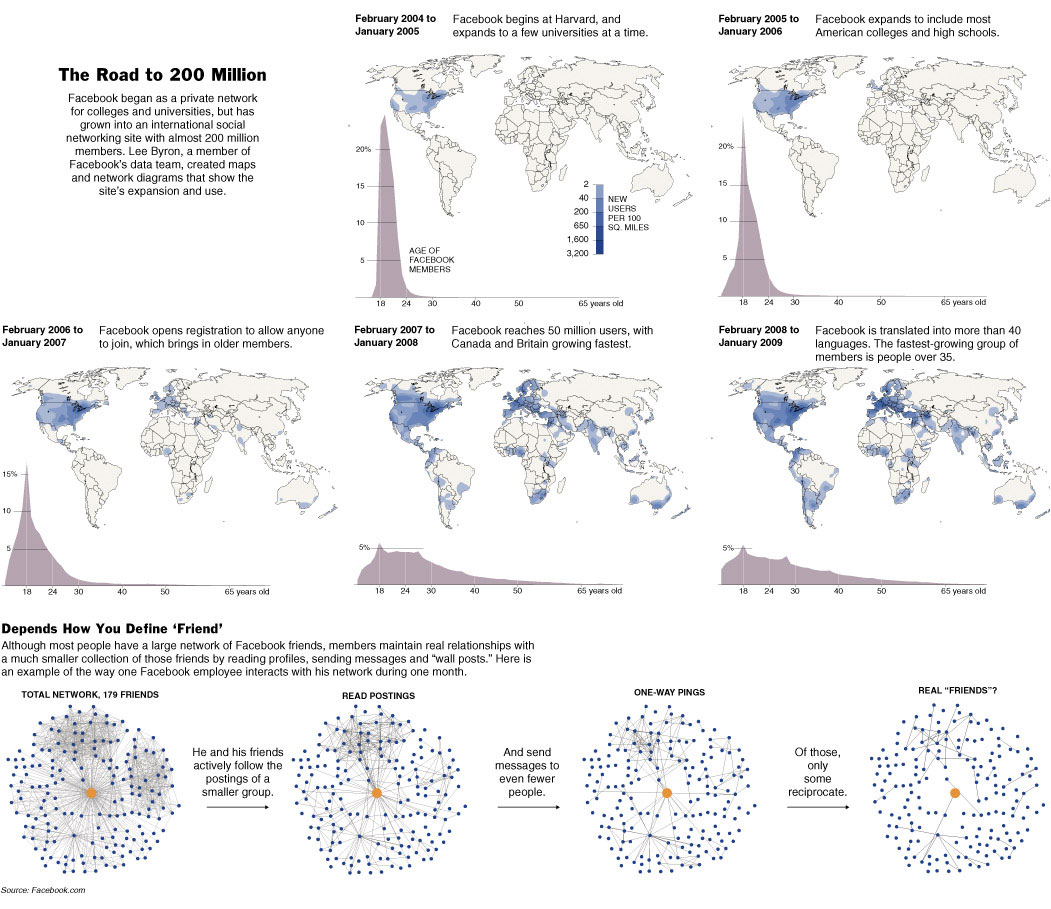 The Road to 200 Million
Facebook began as a private network
for colleges and universities, but has
grown into an international social
networking site with almost 200 million
members. Lee Byron, a member of
Facebook's data team, created maps
and network diagrams that show the
site's expansion and use.
February 2004 to
January 2005
Facebook begins at Harvard, and
expands to a few universities at a time.
20%
15
10
5
AGE OF
FACEBOOK
MEMBERS
18 24 30 40 50 65 years old
2
40
200
650
1,600
3,200
NEW
USERS
PER 100
SQ. MILES
February 2005 to
January 2006
Facebook expands to include most
American colleges and high schools.
20%
15
10
5
18 24 30 40 50 65 years old
February 2006 to
January 2007
Facebook opens registration to allow anyone
to join, which brings in older members.
15%
10
5
18 24 30 40 50 65 years old
February 2007 to
January 2008
Facebook reaches 50 million users, with
Canada and Britain growing fastest.
5%
18 24 30 40 50 65 years old
February 2008 to
January 2009
Facebook is translated into more than 40
languages. The fastest-growing group of
members is people over 35.
5%
18 24 30 40 50 65 years old
Depends How You Define ‘Friend’
Although most people have a large network of Facebook friends, members maintain real relationships with
a much smaller collection of those friends by reading profiles, sending messages and “wall posts.” Here is
an example of the way one Facebook employee interacts with his network during one month.
TOTAL NETWORK, 179 FRIENDS
He and his friends
actively follow the
postings of a
smaller group.
READ POSTINGS
And send
messages to
even fewer
people.
ONE-WAY PINGS
Of those,
only
some
reciprocate.
REAL “FRIENDS”?
Source: Facebook.com